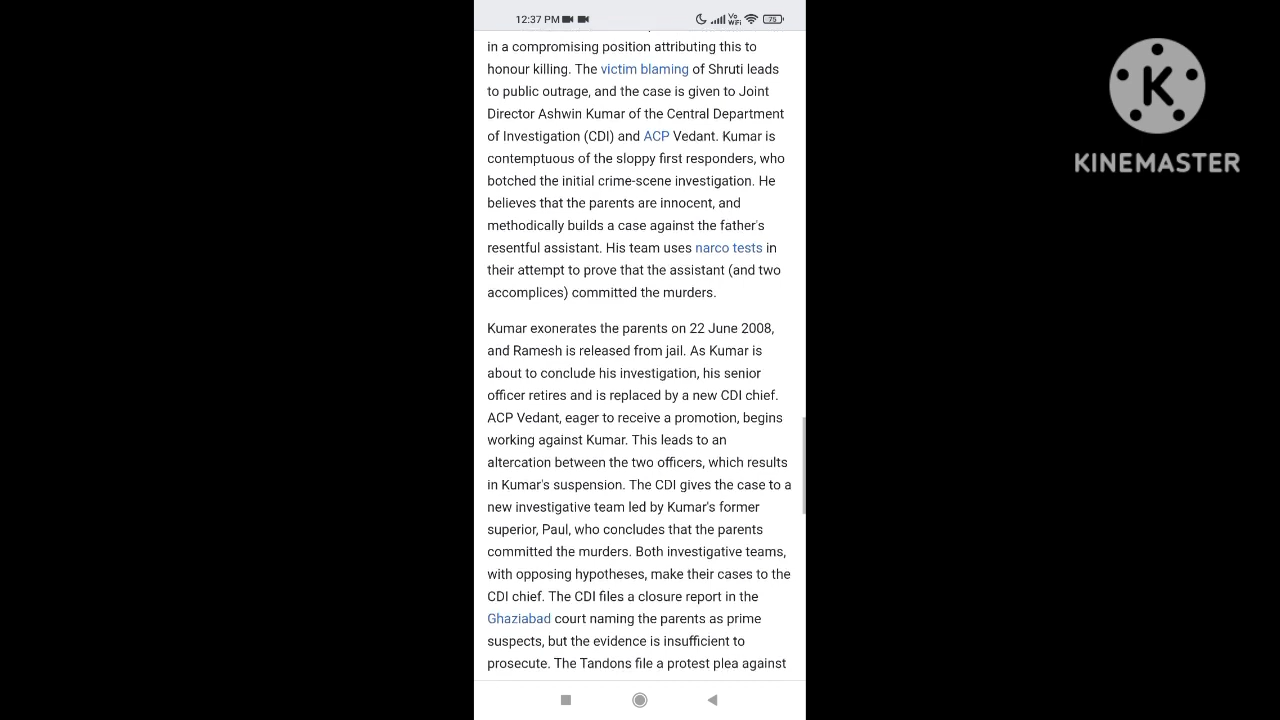 12:37 PM
Vo
WiFi
75
in a compromising position attributing this to
honour killing. The victim blaming of Shruti leads
to public outrage, and the case is given to Joint
Director Ashwin Kumar of the Central Department
of Investigation (CDI) and ACP Vedant. Kumar is
contemptuous of the sloppy first responders, who
botched the initial crime-scene investigation. He
believes that the parents are innocent, and
methodically builds a case against the father's
resentful assistant. His team uses narco tests in
their attempt to prove that the assistant (and two
accomplices) committed the murders.
Kumar exonerates the parents on 22 June 2008,
and Ramesh is released from jail. As Kumar is
about to conclude his investigation, his senior
officer retires and is replaced by a new CDI chief.
ACP Vedant, eager to receive a promotion, begins
working against Kumar. This leads to an
altercation between the two officers, which results
in Kumar's suspension. The CDI gives the case to a
new investigative team led by Kumar's former
superior, Paul, who concludes that the parents
committed the murders. Both investigative teams,
with opposing hypotheses, make their cases to the
CDI chief. The CDI files a closure report in the
Ghaziabad court naming the parents as prime
suspects, but the evidence is insufficient to
prosecute. The Tandons file a protest plea against
K
KINEMASTER